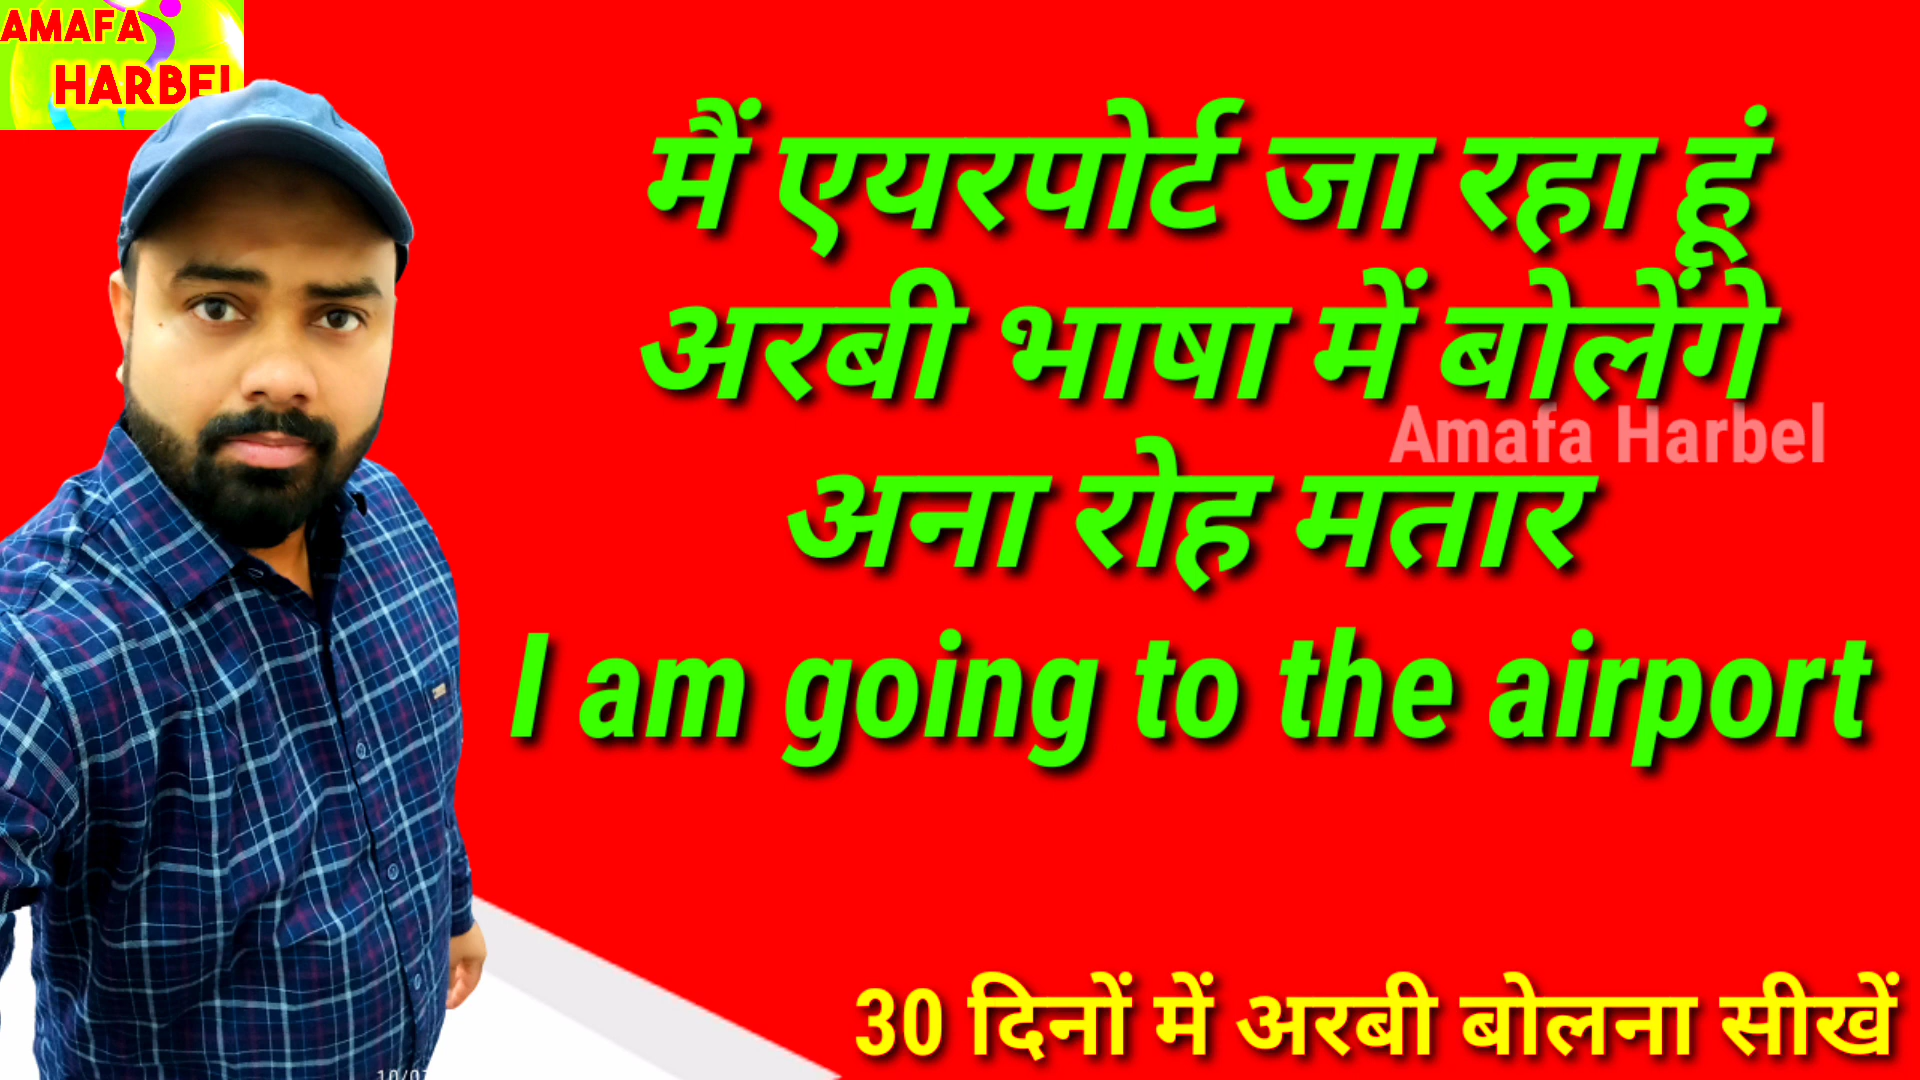 AMAFA
HARBEL
मैं एयरपोर्ट जा रहा हूं
अरबी भाषा में बोलेंगे
Amafa Harbel
अना रोह मतार
I am going to the airport
30 दिनों में अरबी बोलना सीखें